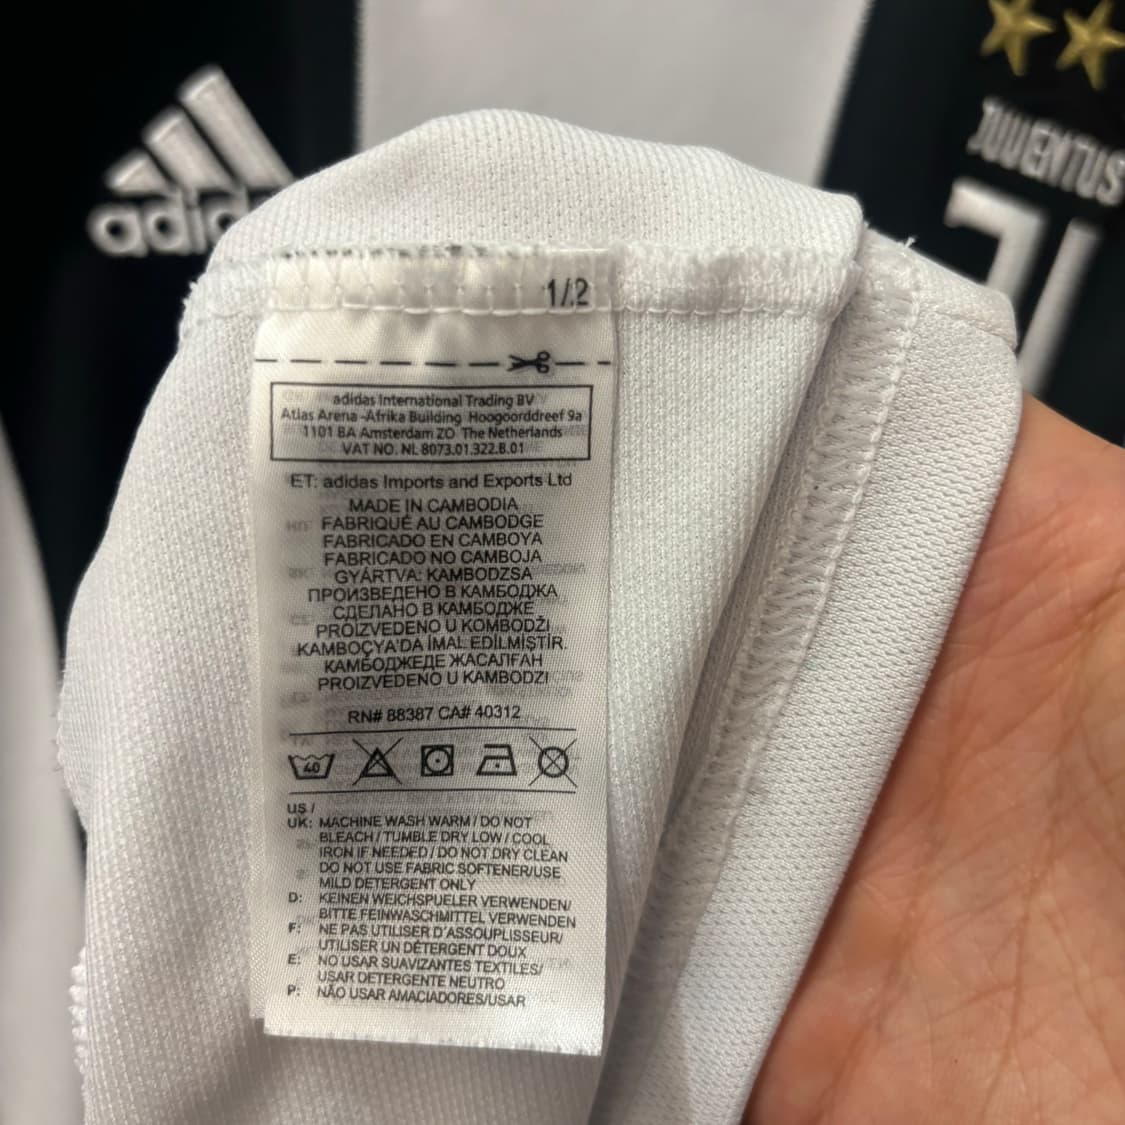 adidas
JUVENTUS
1/2
adidas International Trading BV
Atlas Arena -Afrika Building Hoogoorddreef 9a
1101 BA Amsterdam ZO The Netherlands
VAT NO. NL 8073.01.322.B.01
ET: adidas Imports and Exports Ltd
MADE IN CAMBODIA
FABRIQUÉ AU CAMBODGE
FABRICADO EN CAMBOYA
FABRICADO NO CAMBOJA
GYÁRTVA: KAMBODZSA
ПРОИЗВЕДЕНО В КАМБОДЖА
СДЕЛАНО В КАМБОДЖЕ
PROIZVEDENO U KOMBODŽI
KAMBOÇYA'DA İMAL EDİLMİŞTİR.
КАМБОДЖЕДЕ ЖАСАЛҒАН
PROIZVEDENO U KAMBODZI
RN# 88387 CA# 40312
40
US /
UK: MACHINE WASH WARM / DO NOT
BLEACH / TUMBLE DRY LOW / COOL
IRON IF NEEDED / DO NOT DRY CLEAN
DO NOT USE FABRIC SOFTENER/USE
MILD DETERGENT ONLY
D: KEINEN WEICHSPUELER VERWENDEN/
BITTE FEINWASCHMITTEL VERWENDEN
F: NE PAS UTILISER D'ASSOUPLISSEUR/
UTILISER UN DÉTERGENT DOUX
E: NO USAR SUAVIZANTES TEXTILES/
USAR DETERGENTE NEUTRO
P: NÃO USAR AMACIADORES/USAR